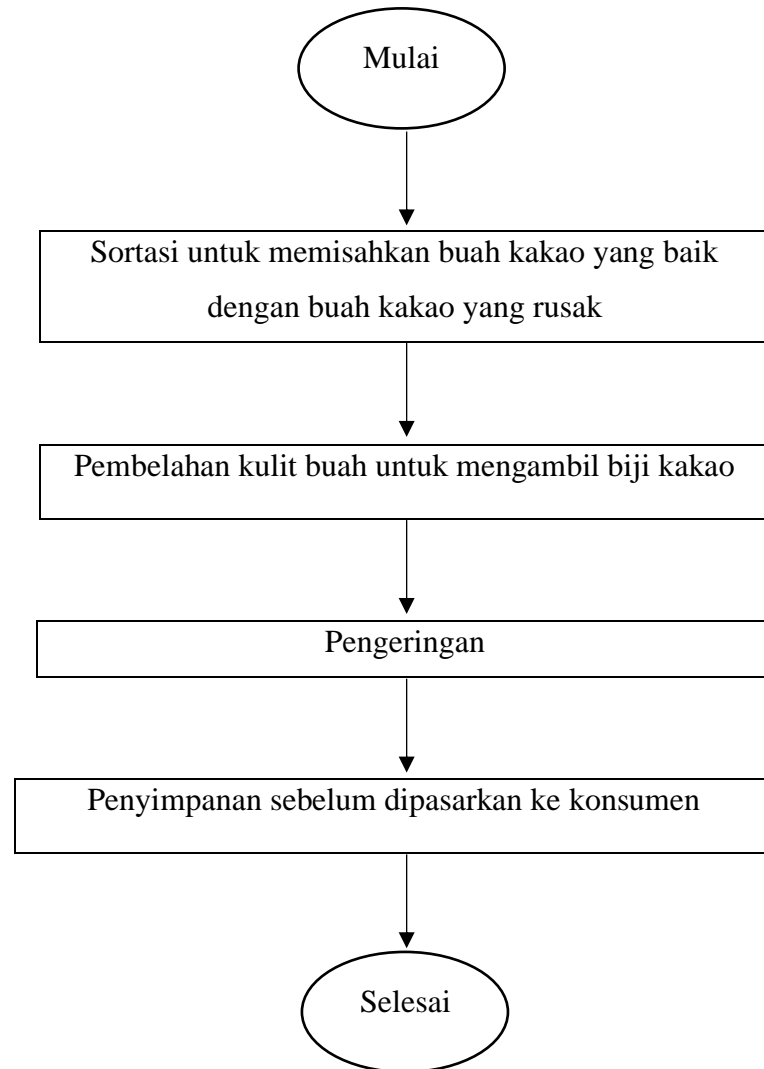 Mulai
Sortasi untuk memisahkan buah kakao yang baik
dengan buah kakao yang rusak
Pembelahan kulit buah untuk mengambil biji kakao
Pengeringan
Penyimpanan sebelum dipasarkan ke konsumen
Selesai